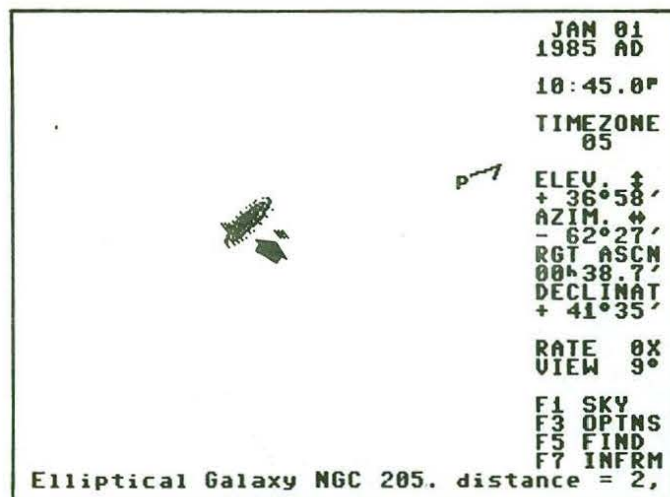 JAN 01
1985 AD
10:45.0P
TIMEZONE
05
ELEV. ↕
+ 36°58′
AZIM. ↔
- 62°27′
RGT ASCN
00h38.7′
DECLINAT
+ 41°35′
RATE 0X
VIEW 9°
F1 SKY
F3 OPTNS
F5 FIND
F7 INFRM
P
Elliptical Galaxy NGC 205. distance = 2,